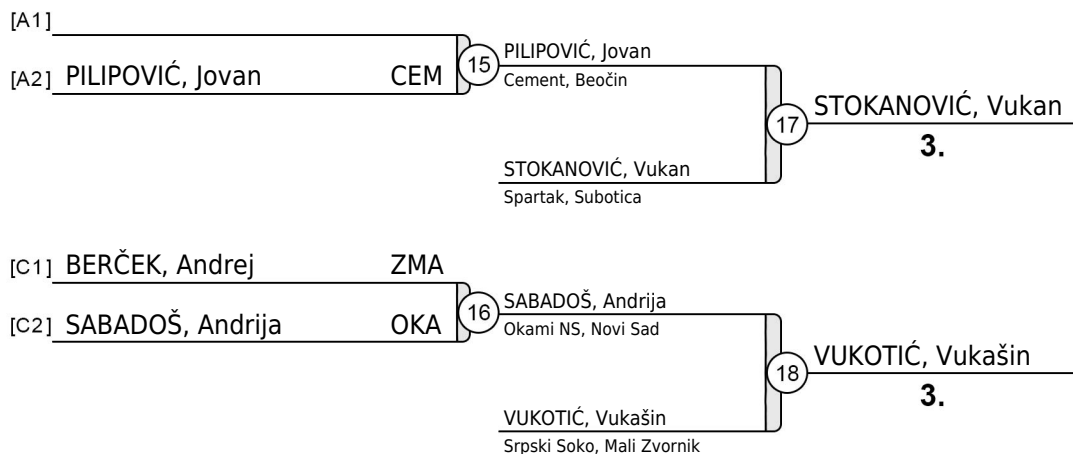 [A1]
[A2] PILIPOVIĆ, Jovan CEM
15
PILIPOVIĆ, Jovan
Cement, Beočin
17
STOKANOVIĆ, Vukan
3.
STOKANOVIĆ, Vukan
Spartak, Subotica
[C1] BERČEK, Andrej ZMA
[C2] SABADOŠ, Andrija OKA
16
SABADOŠ, Andrija
Okami NS, Novi Sad
18
VUKOTIĆ, Vukašin
3.
VUKOTIĆ, Vukašin
Srpski Soko, Mali Zvornik